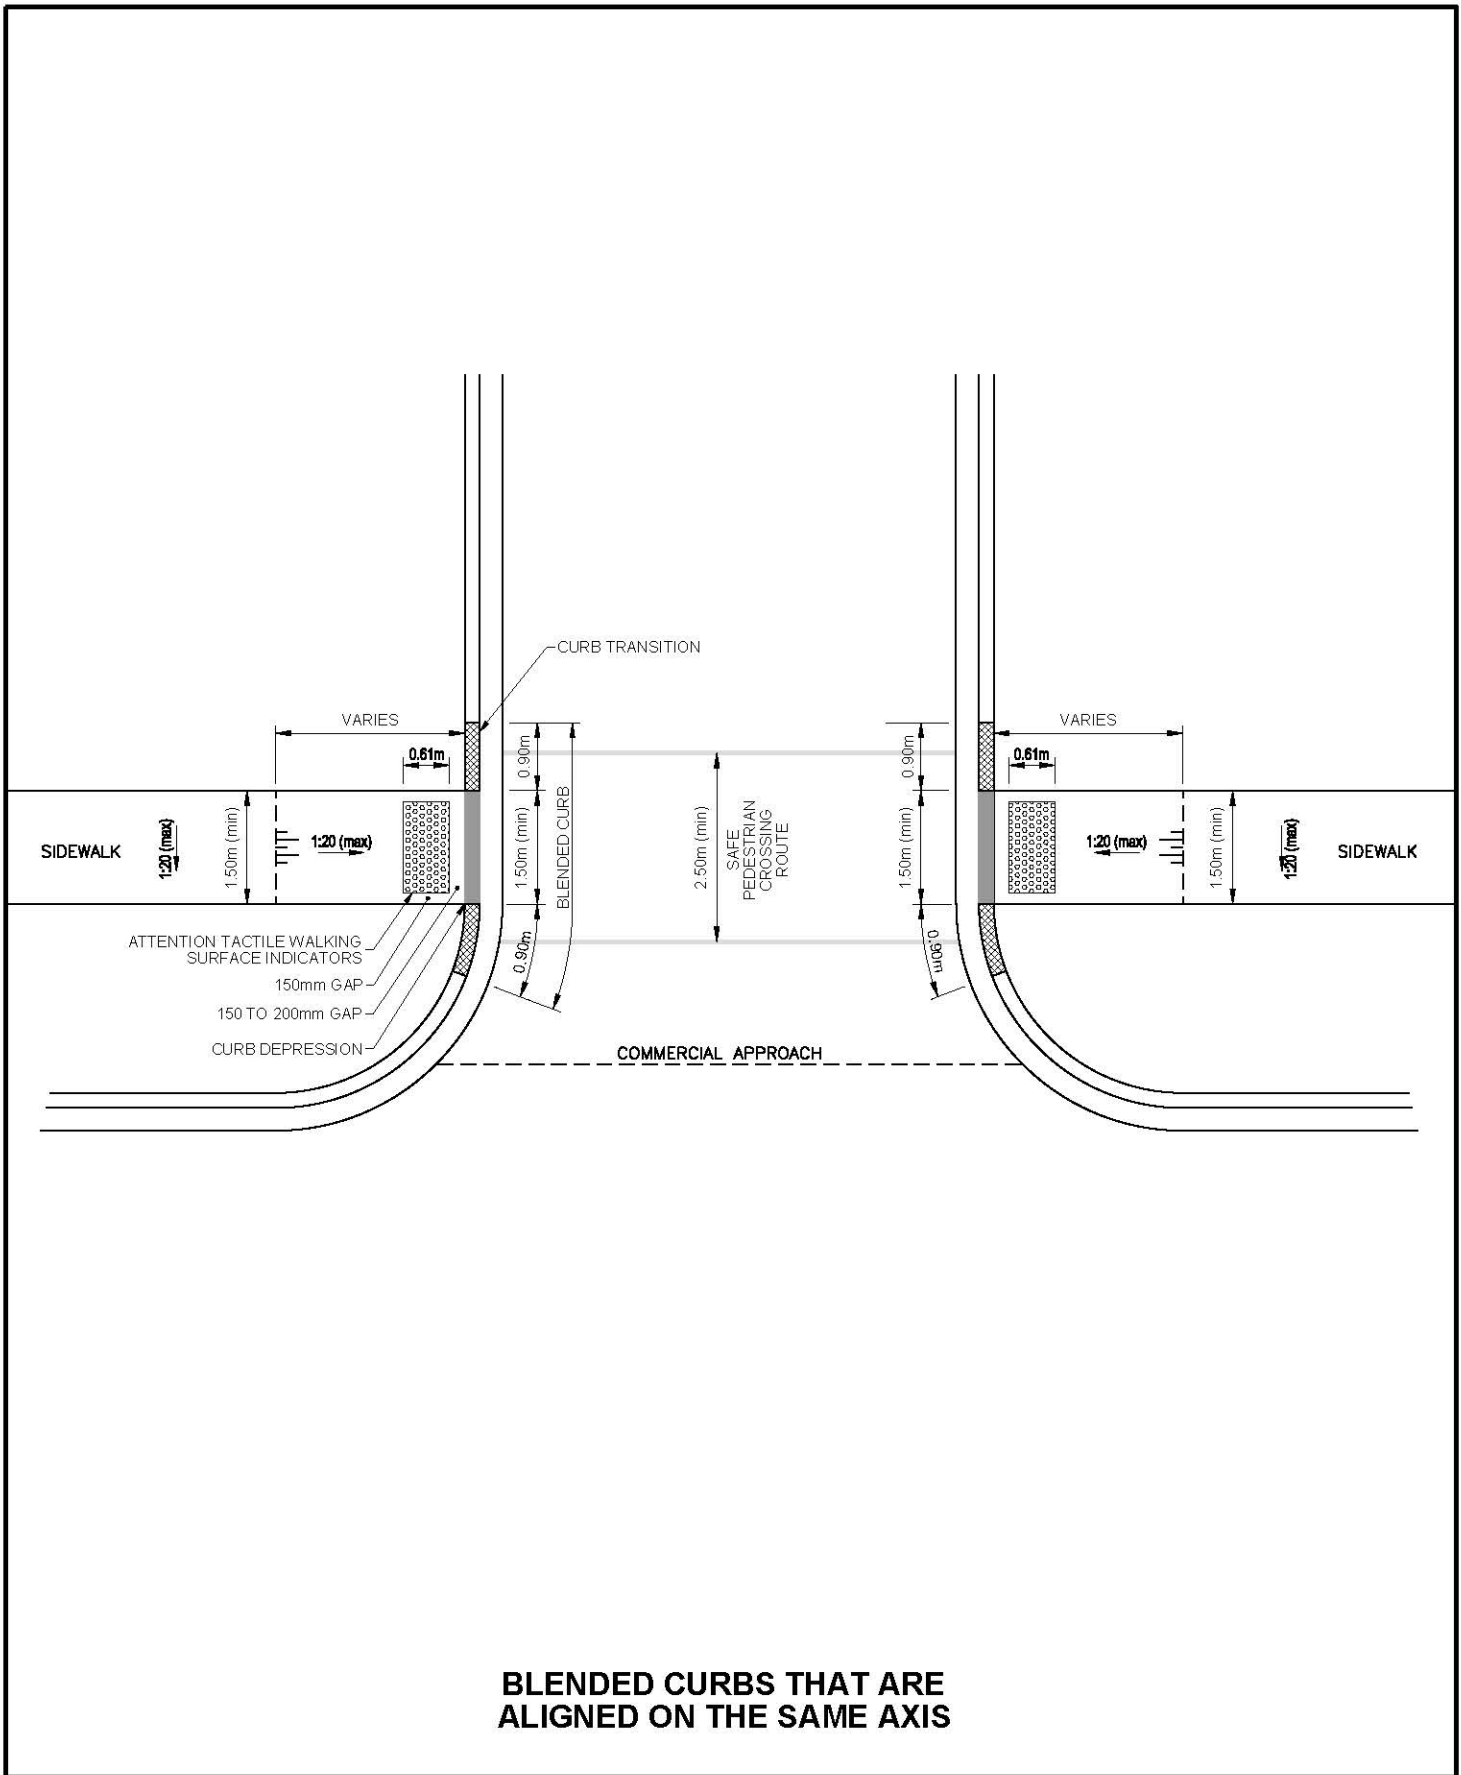 CURB TRANSITION
VARIES
VARIES
0.61m
0.61m
0.90m
0.90m
SIDEWALK
1:20 (max)
1.50m (min)
1:20 (max)
1.50m (min)
BLENDED CURB
2.50m (min)
SAFE
PEDESTRIAN
CROSSING
ROUTE
1.50m (min)
1:20 (max)
1.50m (min)
1:20 (max)
SIDEWALK
0.90m
0.90m
ATTENTION TACTILE WALKING
SURFACE INDICATORS
150mm GAP
150 TO 200mm GAP
CURB DEPRESSION
COMMERCIAL APPROACH
BLENDED CURBS THAT ARE
ALIGNED ON THE SAME AXIS